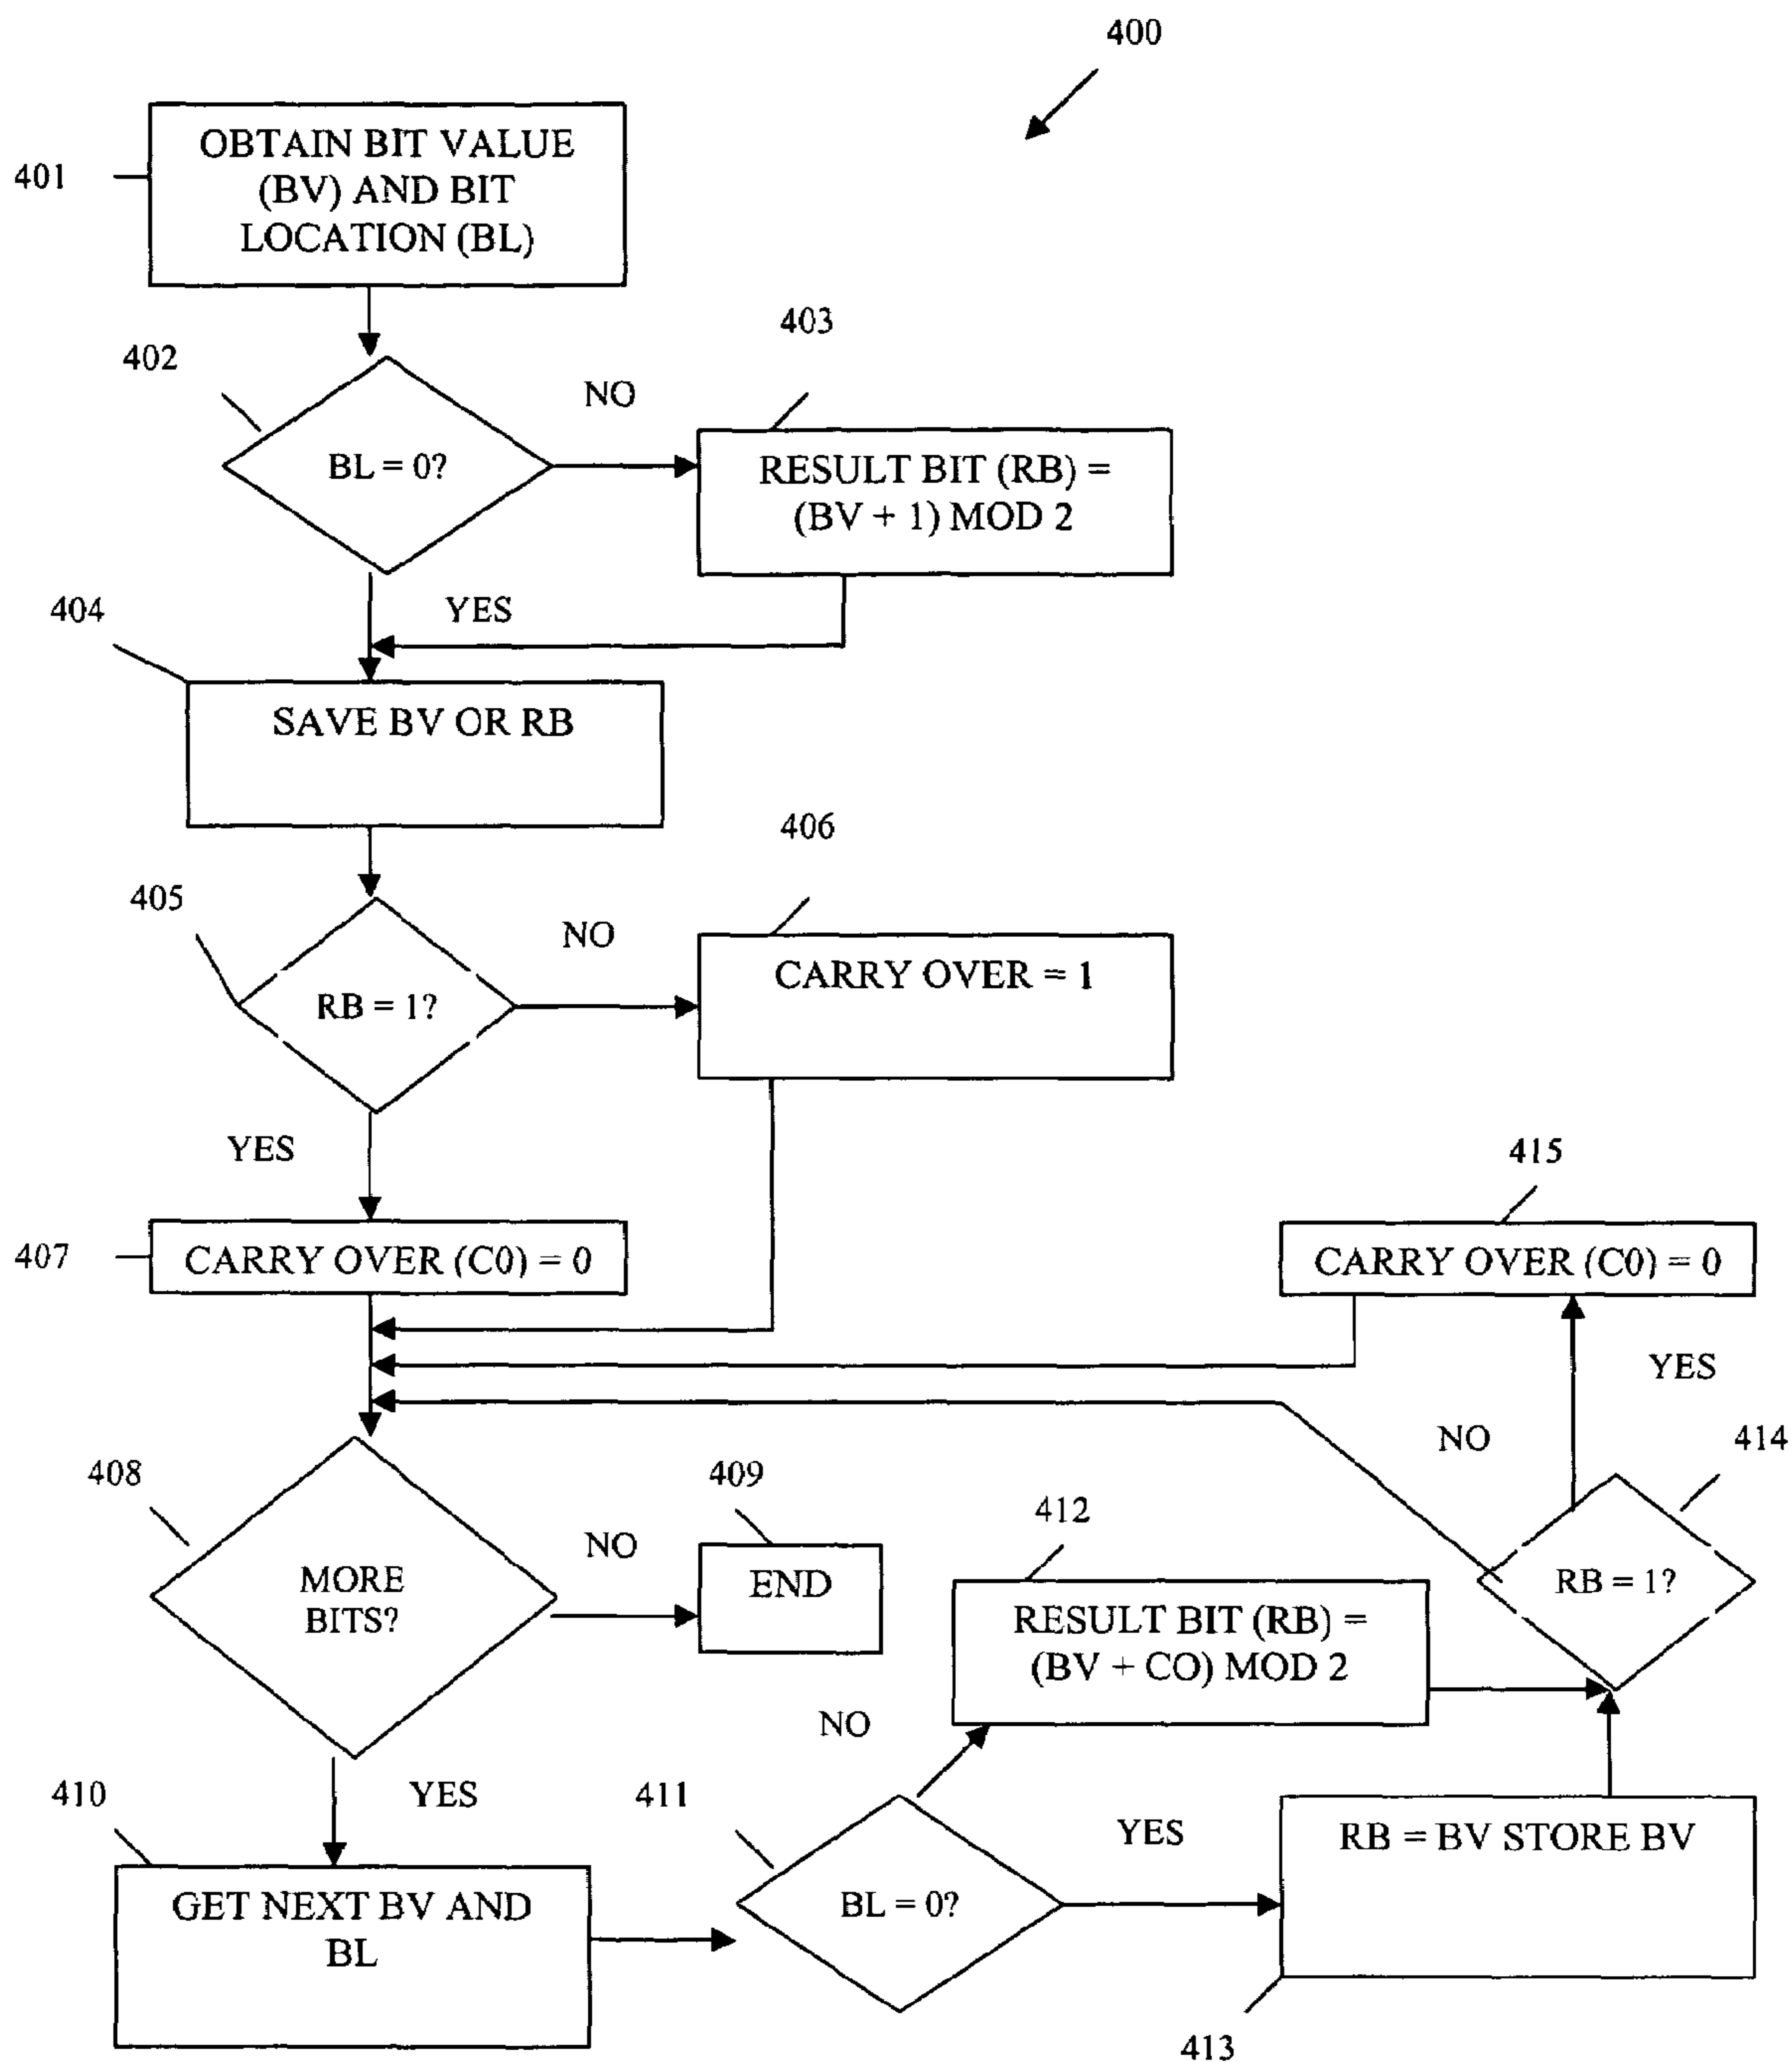 400
401
OBTAIN BIT VALUE
(BV) AND BIT
LOCATION (BL)
402
BL = 0?
NO
403
RESULT BIT (RB) =
(BV + 1) MOD 2
YES
404
SAVE BV OR RB
405
RB = 1?
NO
406
CARRY OVER = 1
YES
407
CARRY OVER (C0) = 0
415
CARRY OVER (C0) = 0
YES
NO
414
RB = 1?
408
MORE
BITS?
NO
409
END
412
RESULT BIT (RB) =
(BV + CO) MOD 2
NO
YES
410
GET NEXT BV AND
BL
411
BL = 0?
YES
RB = BV STORE BV
413